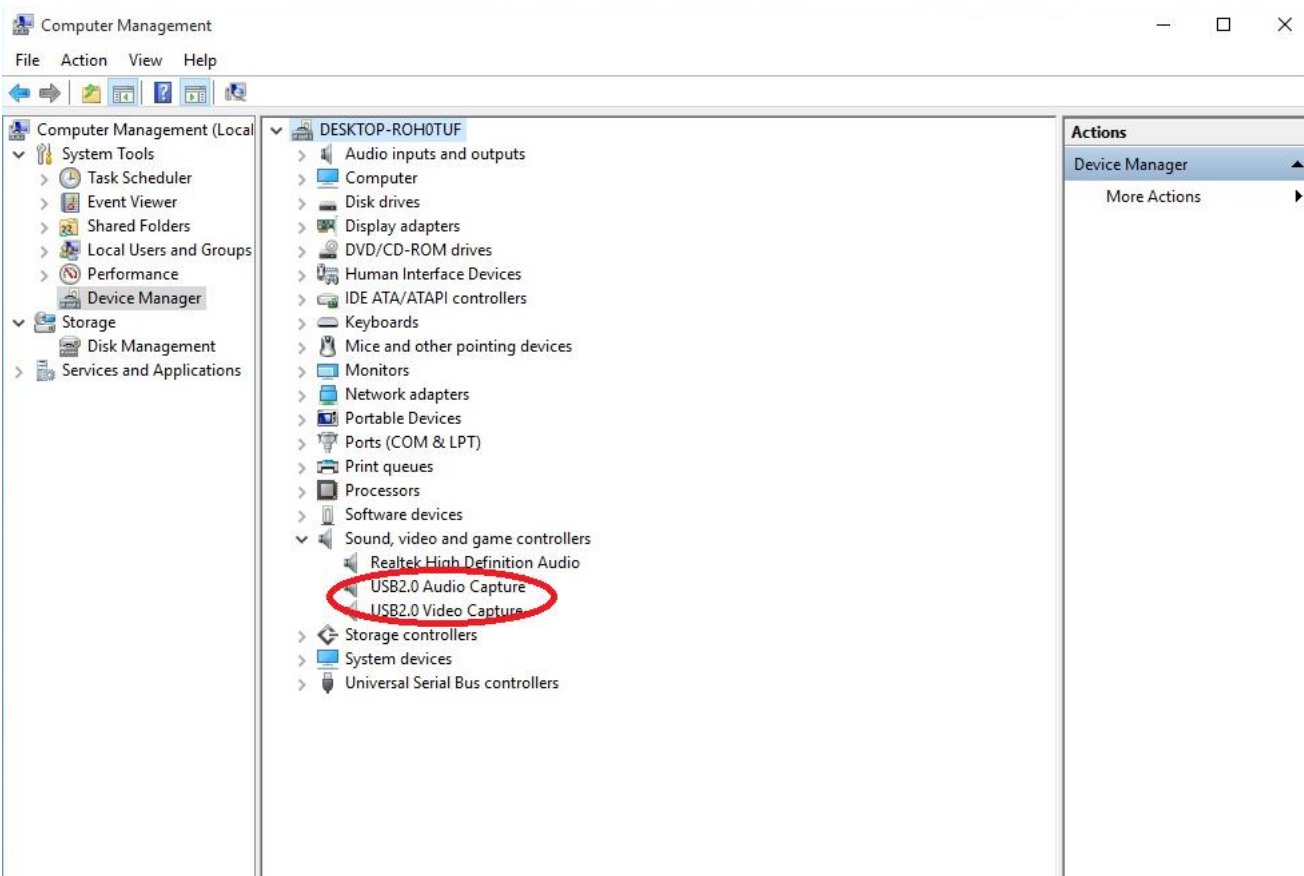 Computer Management
File Action View Help
Computer Management (Local
System Tools
Task Scheduler
Event Viewer
Shared Folders
Local Users and Groups
Performance
Device Manager
Storage
Disk Management
Services and Applications
DESKTOP-ROH0TUF
Audio inputs and outputs
Computer
Disk drives
Display adapters
DVD/CD-ROM drives
Human Interface Devices
IDE ATA/ATAPI controllers
Keyboards
Mice and other pointing devices
Monitors
Network adapters
Portable Devices
Ports (COM & LPT)
Print queues
Processors
Software devices
Sound, video and game controllers
Realtek High Definition Audio
USB2.0 Audio Capture
USB2.0 Video Capture
Storage controllers
System devices
Universal Serial Bus controllers
Actions
Device Manager
More Actions